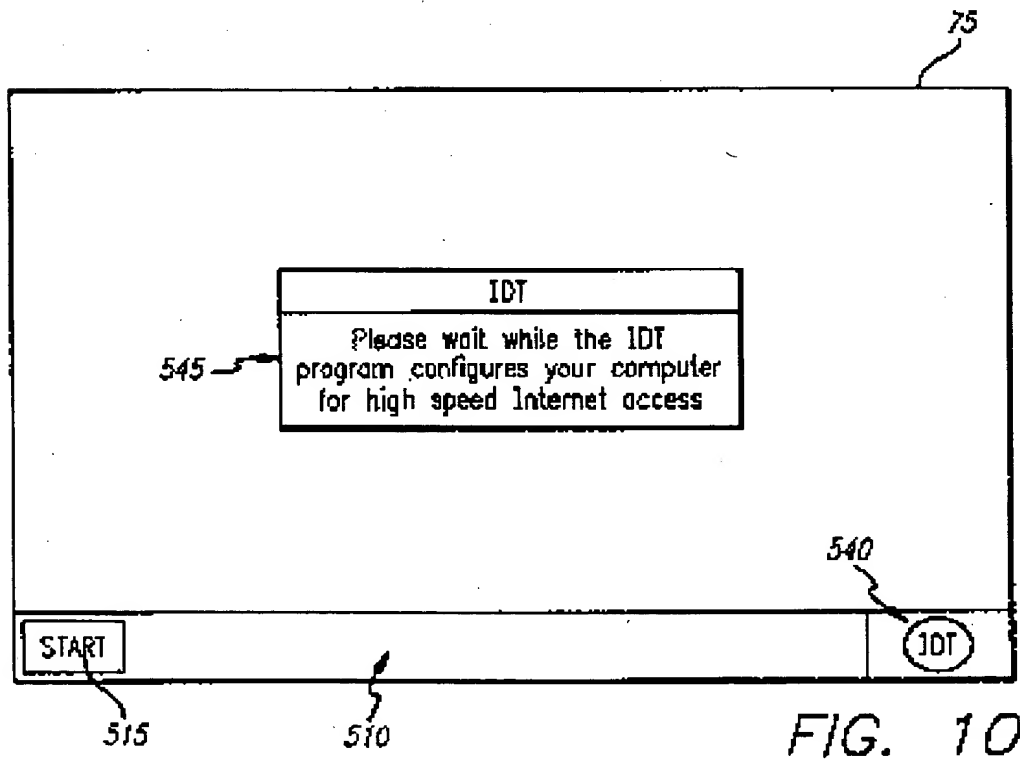 75
IDT
Please wait while the IDT
program configures your computer
for high speed Internet access
545
540
START
IDT
515
510
FIG. 10